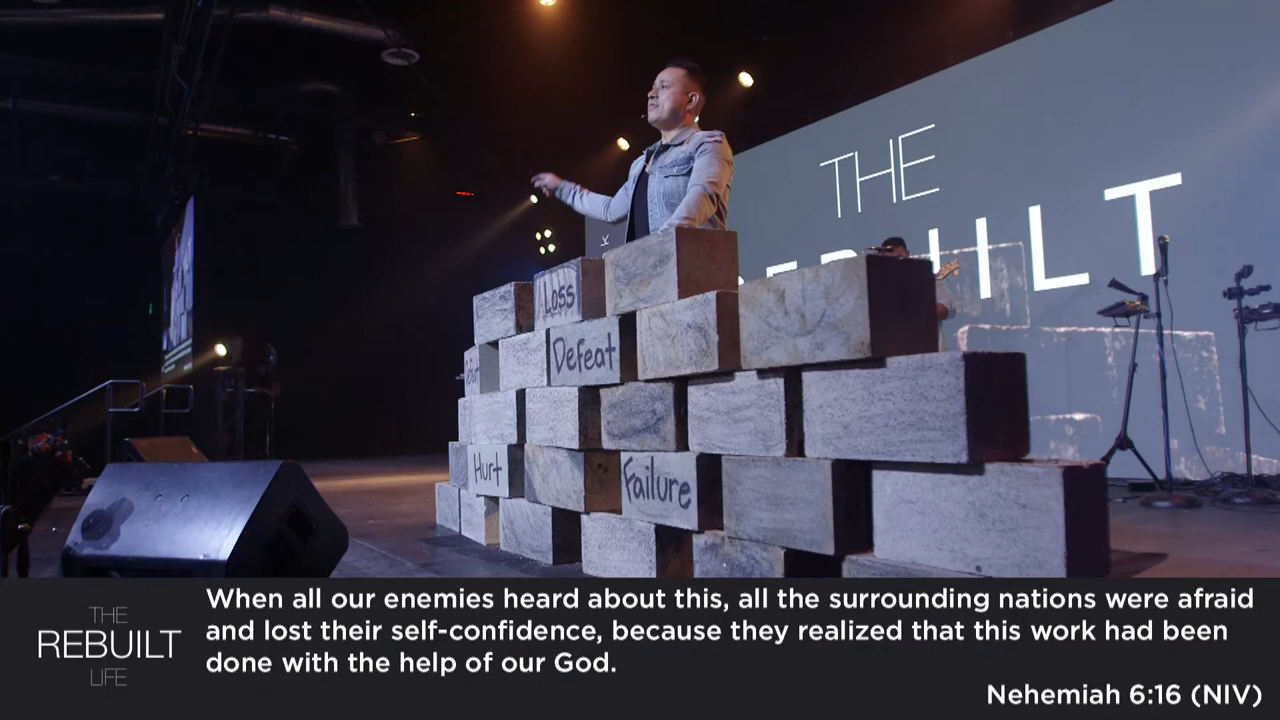 THE
REBUILT
Loss
Defeat
Hurt
Failure
THE
REBUILT
LIFE
When all our enemies heard about this, all the surrounding nations were afraid
and lost their self-confidence, because they realized that this work had been
done with the help of our God.
Nehemiah 6:16 (NIV)